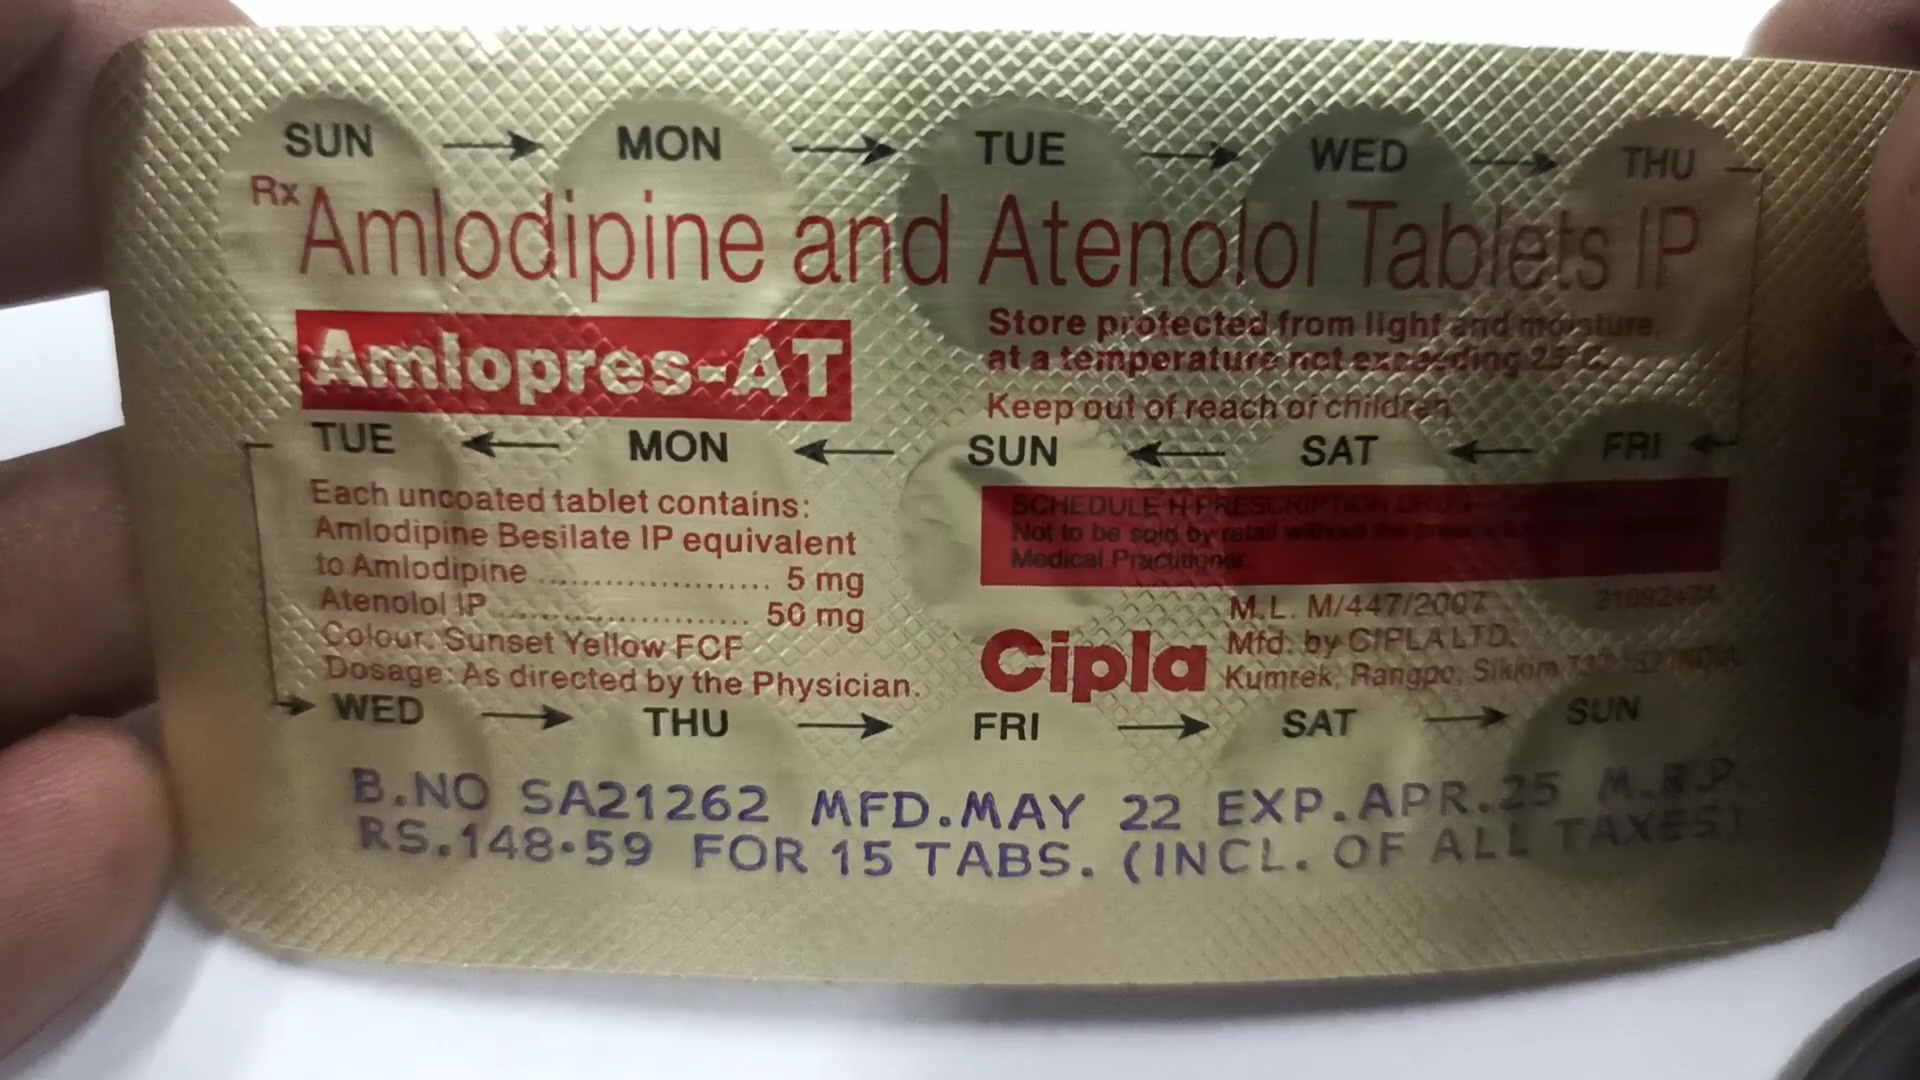 SUN MON TUE WED THU
Rx Amlodipine and Atenolol Tablets IP
Amlopres-AT
Store protected from light and moisture,
at a temperature not exceeding 25°C.
Keep out of reach of children.
TUE MON SUN SAT FRI
Each uncoated tablet contains:
Amlodipine Besilate IP equivalent
to Amlodipine ...................... 5 mg
Atenolol IP ........................ 50 mg
Colour: Sunset Yellow FCF
Dosage: As directed by the Physician.
SCHEDULE H PRESCRIPTION DRUG
Not to be sold by retail without the
Medical Practitioner.
M.L. M/447/2007
Cipla
Mfd. by CIPLA LTD.
Kumrek, Rangpo, Sikkim
WED THU FRI SAT SUN
B.NO SA21262 MFD.MAY 22 EXP.APR.25 M.R.P.
RS.148.59 FOR 15 TABS. (INCL. OF ALL TAXES)